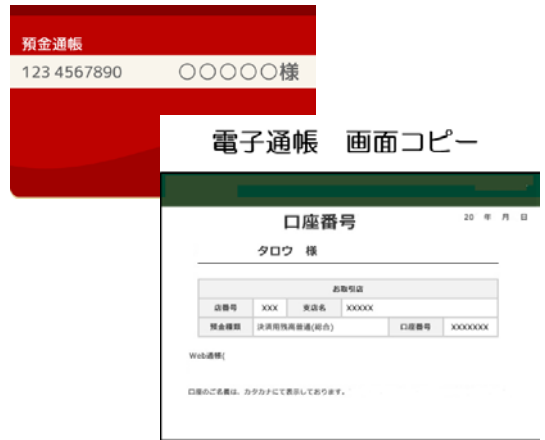 預金通帳
123 4567890 ○○○○○様
電子通帳 画面コピー
口座番号
20 年 月 日
タロウ 様
お取引店
店番号 XXX 支店名 XXXXX
預金種類 決済用預金普通(総合) 口座番号 XXXXXXX
Web通帳(
口座のご名義は、カタカナにて表示しております。